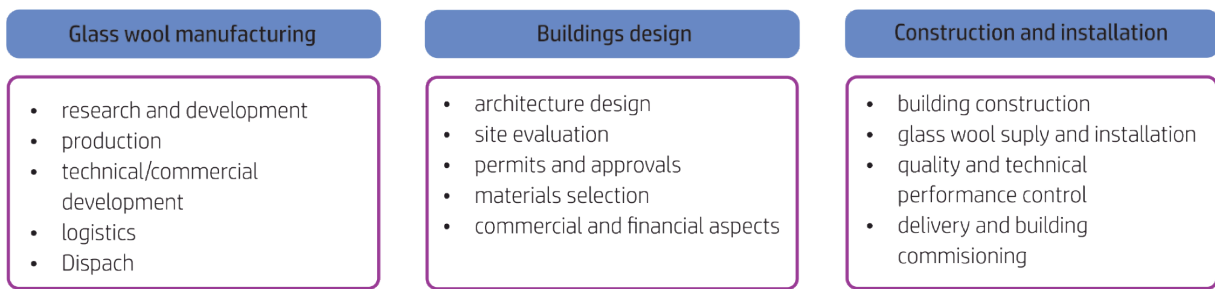 Glass wool manufacturing
• research and development
• production
• technical/commercial
development
• logistics
• Dispach
Buildings design
• architecture design
• site evaluation
• permits and approvals
• materials selection
• commercial and financial aspects
Construction and installation
• building construction
• glass wool suply and installation
• quality and technical
performance control
• delivery and building
commisioning